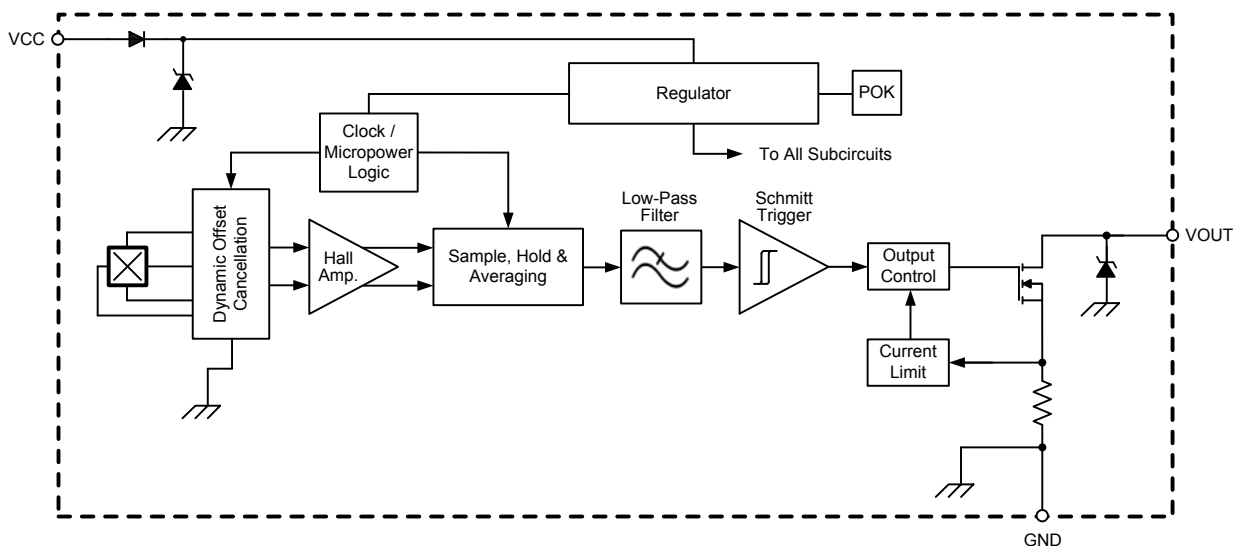 VCC
Regulator
POK
Clock /
Micropower
Logic
To All Subcircuits
Dynamic Offset
Cancellation
Hall
Amp.
Sample, Hold &
Averaging
Low-Pass
Filter
Schmitt
Trigger
Output
Control
VOUT
Current
Limit
GND